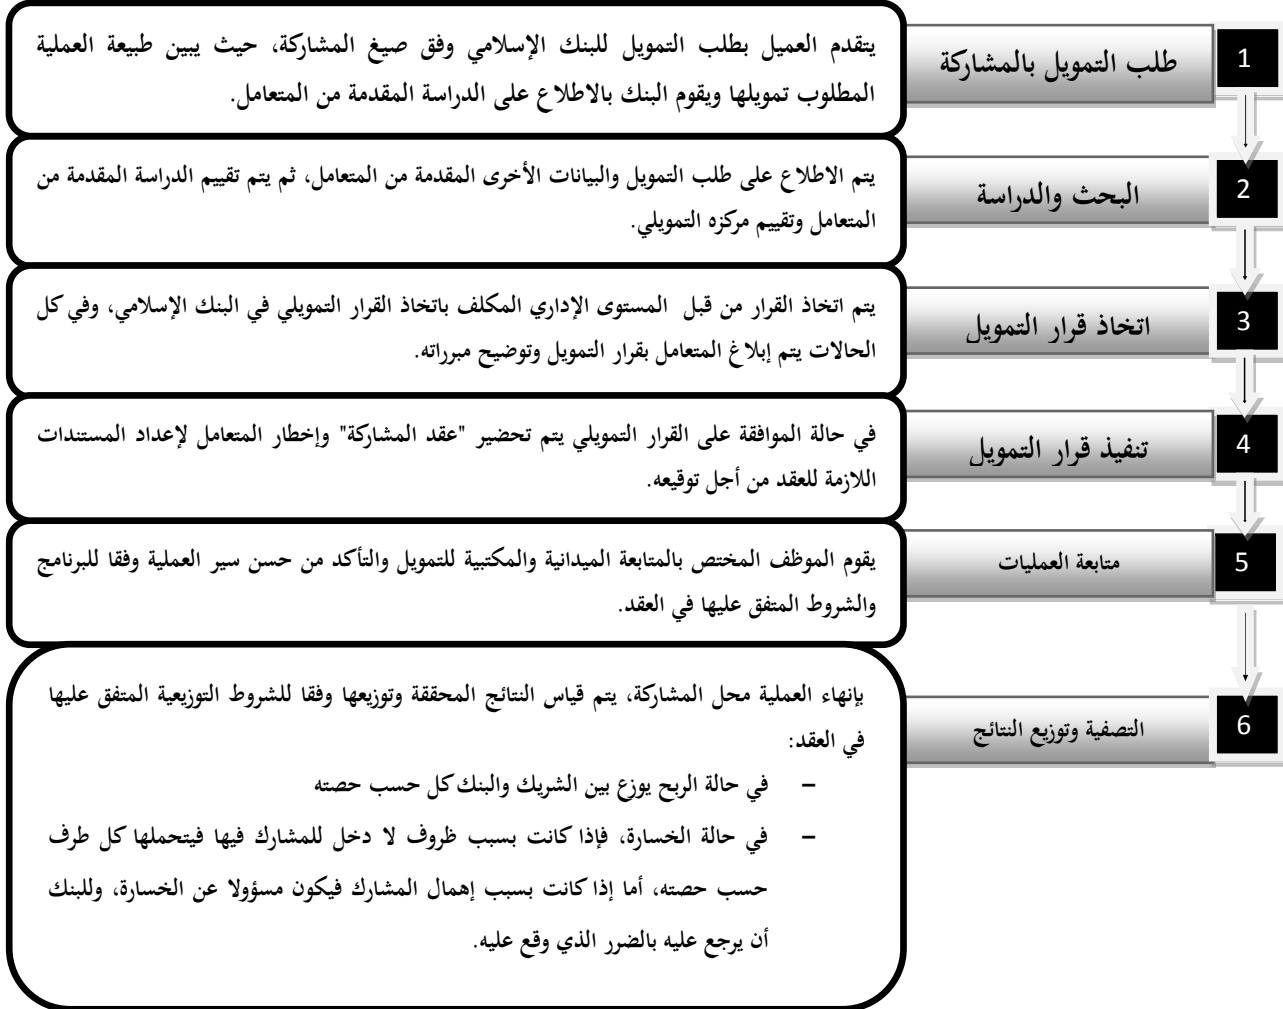 1
طلب التمويل بالمشاركة
يتقدم العميل بطلب التمويل للبنك الإسلامي وفق صيغ المشاركة، حيث يبين طبيعة العملية
المطلوب تمويلها ويقوم البنك بالاطلاع على الدراسة المقدمة من المتعامل.
2
البحث والدراسة
يتم الاطلاع على طلب التمويل والبيانات الأخرى المقدمة من المتعامل، ثم يتم تقييم الدراسة المقدمة من
المتعامل وتقييم مركزه التمويلي.
3
اتخاذ قرار التمويل
يتم اتخاذ القرار من قبل المستوى الإداري المكلف باتخاذ القرار التمويلي في البنك الإسلامي، وفي كل
الحالات يتم إبلاغ المتعامل بقرار التمويل وتوضيح مبرراته.
4
تنفيذ قرار التمويل
في حالة الموافقة على القرار التمويلي يتم تحضير "عقد المشاركة" وإخطار المتعامل لإعداد المستندات
اللازمة للعقد من أجل توقيعه.
5
متابعة العمليات
يقوم الموظف المختص بالمتابعة الميدانية والمكتبية للتمويل والتأكد من حسن سير العملية وفقا للبرنامج
والشروط المتفق عليها في العقد.
6
التصفية وتوزيع النتائج
بإنهاء العملية محل المشاركة، يتم قياس النتائج المحققة وتوزيعها وفقا للشروط التوزيعية المتفق عليها
في العقد:
– في حالة الربح يوزع بين الشريك والبنك كل حسب حصته
– في حالة الخسارة، فإذا كانت بسبب ظروف لا دخل للمشارك فيها فيتحملها كل طرف
حسب حصته، أما إذا كانت بسبب إهمال المشارك فيكون مسؤولا عن الخسارة، وللبنك
أن يرجع عليه بالضرر الذي وقع عليه.